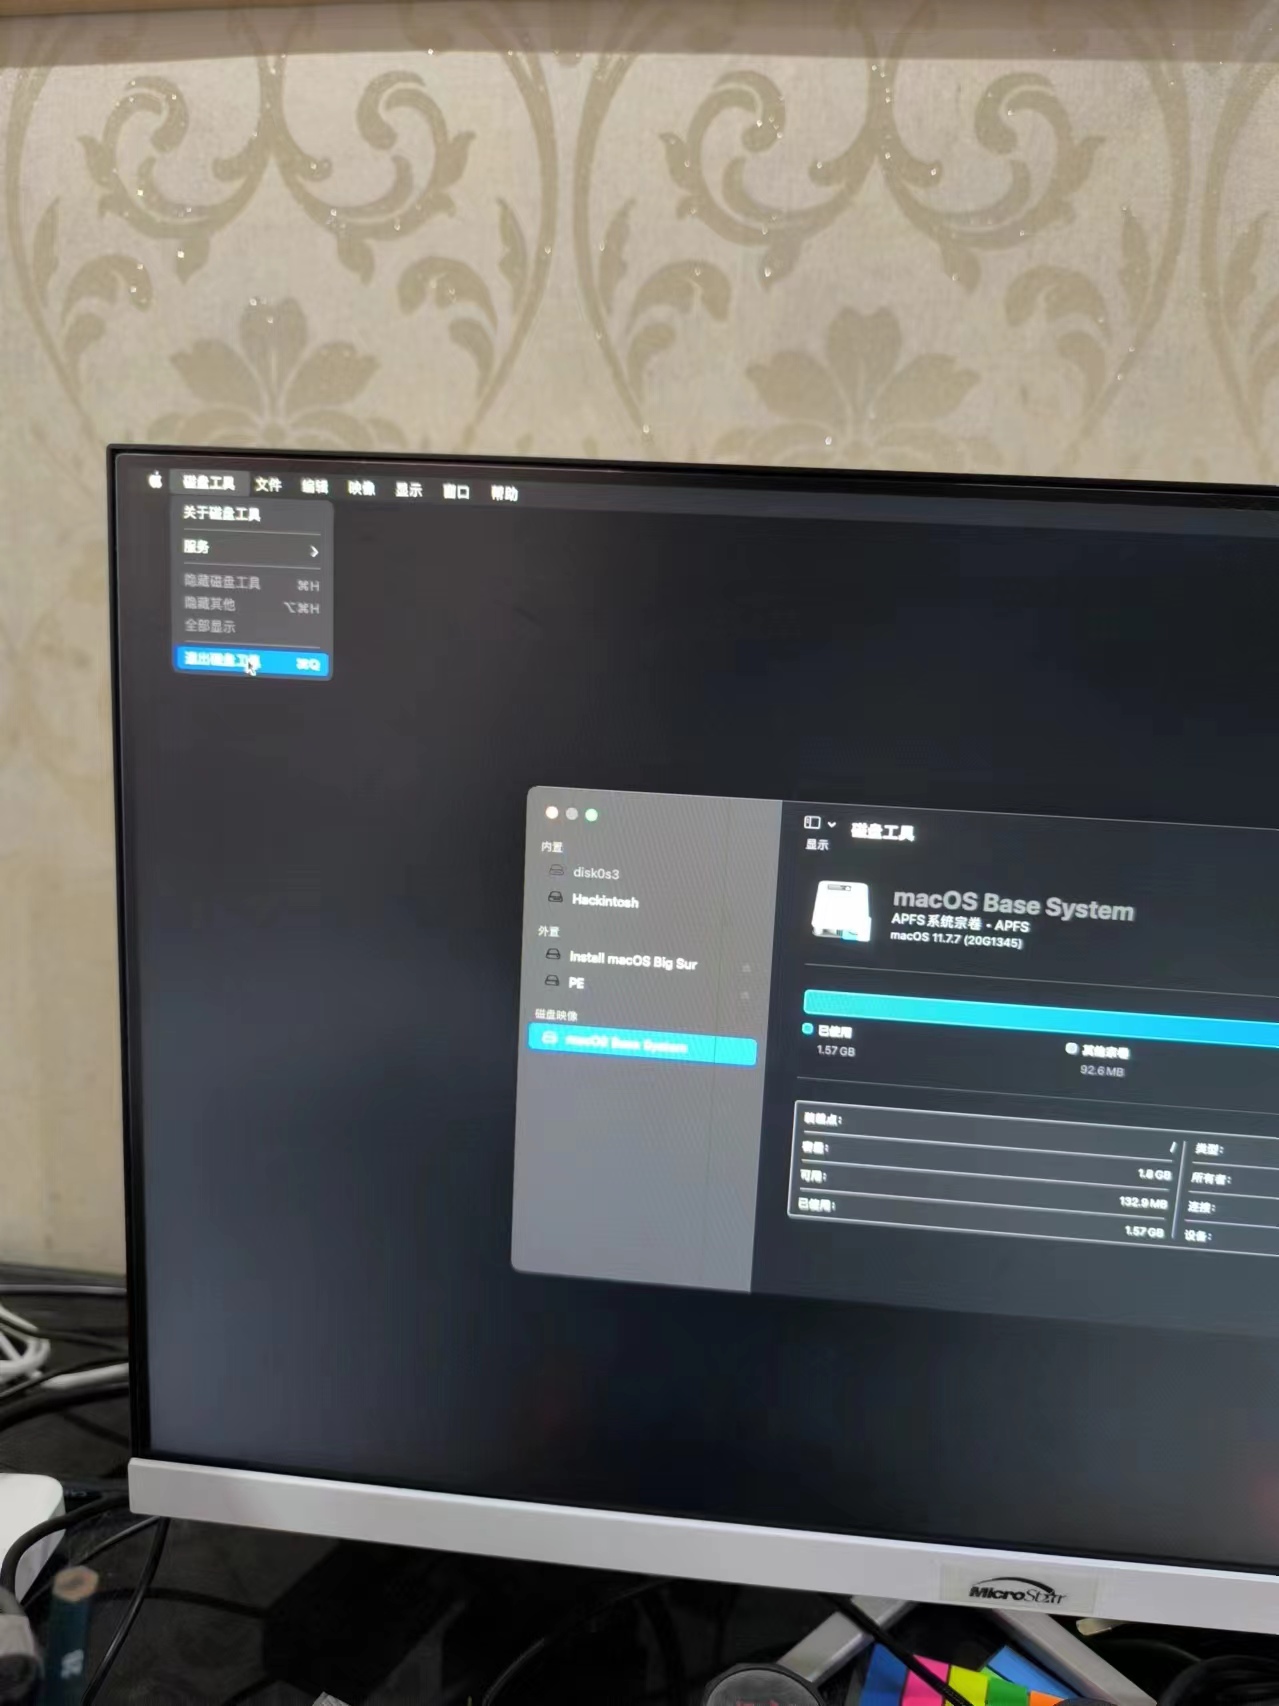 磁盘工具 文件 编辑 映像 显示 窗口 帮助
关于磁盘工具
服务
隐藏磁盘工具 ⌘H
隐藏其他 ⌥⌘H
全部显示
退出磁盘工具 ⌘Q
内置
disk0s3
Hackintosh
外置
Install macOS Big Sur
PE
磁盘映像
macOS Base System
显示
磁盘工具
macOS Base System
APFS系统宗卷 - APFS
macOS 11.7.7 (20G1345)
已使用
1.57 GB
其他宗卷
92.6 MB
装载点: /
容量: 1.8 GB
可用: 132.9 MB
已使用: 1.57 GB
类型:
所有者:
连接:
设备:
MicroStar